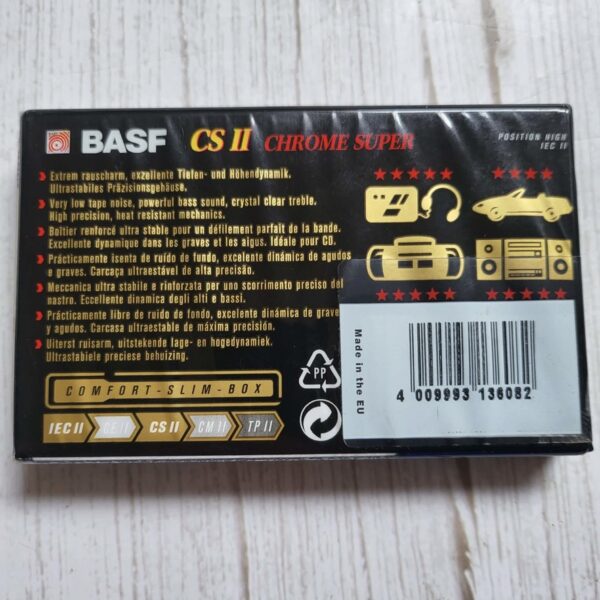 BASF CS II CHROME SUPER
POSITION HIGH
IEC II
Extrem rauscharm, exzellente Tiefen- und Höhendynamik.
Ultrastabiles Präzisionsgehäuse.
Very low tape noise, powerful bass sound, crystal clear treble.
High precision, heat resistant mechanics.
Boîtier renforcé ultra stable pour un défilement parfait de la bande.
Excellente dynamique dans les graves et les aigus. Idéale pour CD.
Prácticamente isenta de ruído de fundo, excelente dinâmica de agudos
e graves. Carcaça ultraestável de alta precisão.
Meccanica ultra stabile e rinforzata per uno scorrimento preciso del
nastro. Eccellente dinamica degli alti e bassi.
Prácticamente libre de ruido de fondo, excelente dinámica de grave
y agudos. Carcasa ultraestable de máxima precisión.
Uiterst ruisarm, uitstekende lage- en hogedynamiek.
Ultrastabiele preciese behuizing.
COMFORT-SLIM-BOX
IEC II CE II CS II CM II TP II
PP
Made in the EU
4 009993 136082